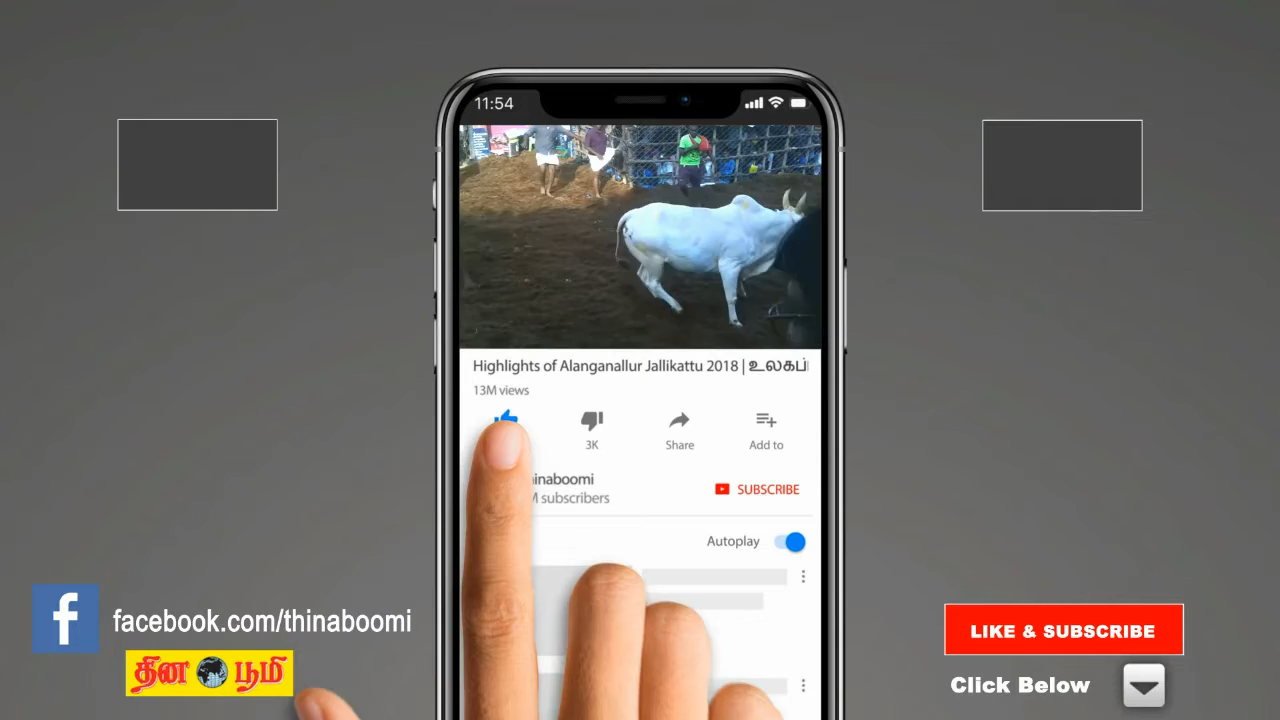 11:54
Highlights of Alanganallur Jallikattu 2018 | உலகப்
13M views
3K
Share
Add to
inaboomi
M subscribers
SUBSCRIBE
Autoplay
f
facebook.com/thinaboomi
தின பூமி
LIKE & SUBSCRIBE
Click Below